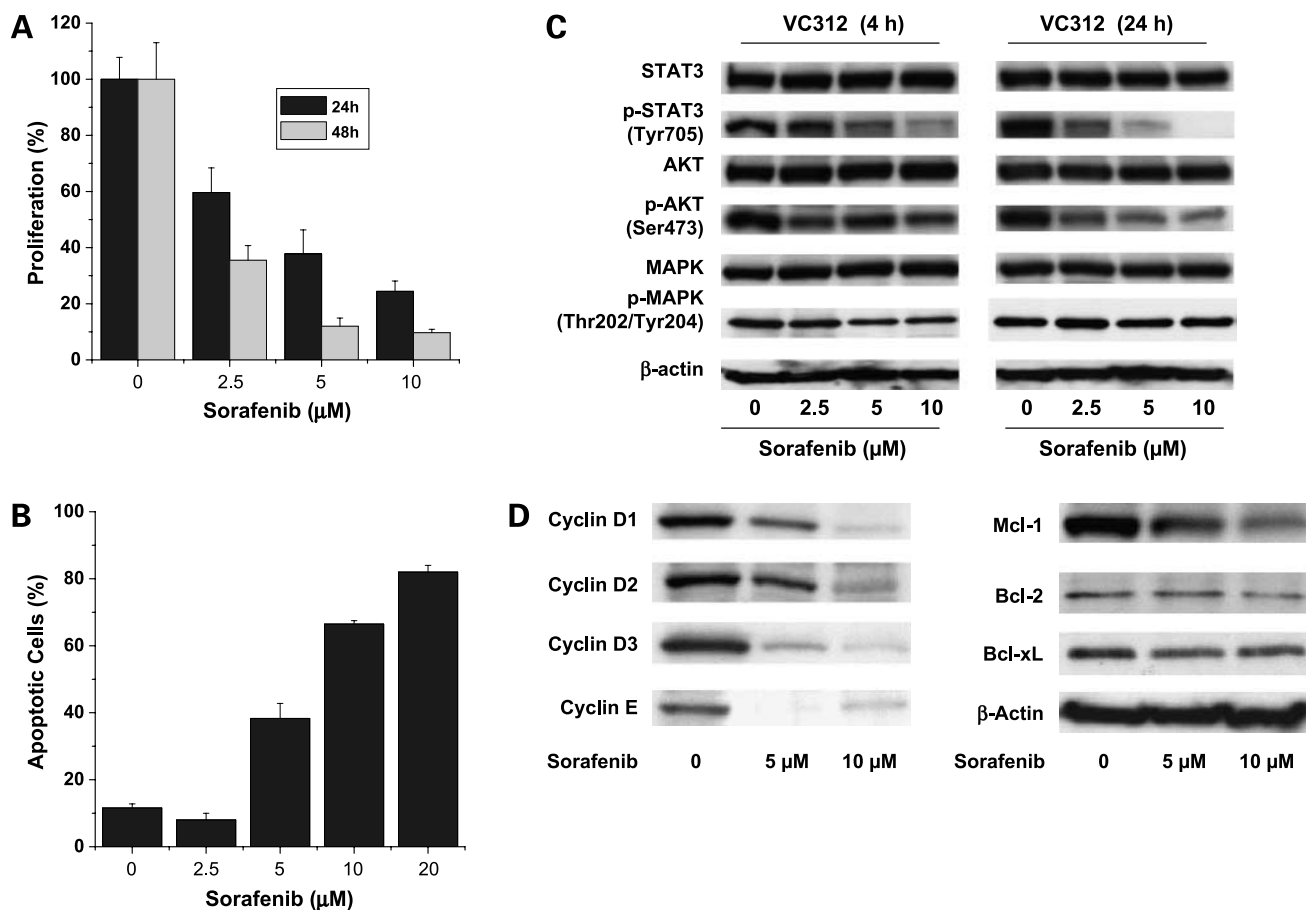 A
120
100
80
60
40
20
0
Proliferation (%)
24h
48h
0 2.5 5 10
Sorafenib (μM)
B
100
80
60
40
20
0
Apoptotic Cells (%)
0 2.5 5 10 20
Sorafenib (μM)
C
VC312 (4 h) VC312 (24 h)
STAT3
p-STAT3
(Tyr705)
AKT
p-AKT
(Ser473)
MAPK
p-MAPK
(Thr202/Tyr204)
β-actin
0 2.5 5 10 0 2.5 5 10
Sorafenib (μM) Sorafenib (μM)
D
Cyclin D1
Cyclin D2
Cyclin D3
Cyclin E
Sorafenib 0 5 μM 10 μM
Mcl-1
Bcl-2
Bcl-xL
β-Actin
Sorafenib 0 5 μM 10 μM